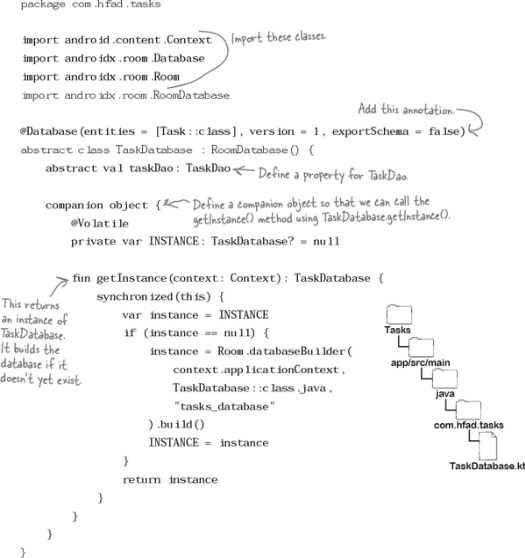 package com.hfad.tasks
import android.content.Context
import androidx.room.Database
import androidx.room.Room
import androidx.room.RoomDatabase
Import these classes.
Add this annotation.
@Database(entities = [Task::class], version = 1, exportSchema = false)
abstract class TaskDatabase : RoomDatabase() {
abstract val taskDao: TaskDao
Define a property for TaskDao.
companion object {
Define a companion object so that we can call the
getInstance() method using TaskDatabase.getInstance().
@Volatile
private var INSTANCE: TaskDatabase? = null
fun getInstance(context: Context): TaskDatabase {
This returns
an instance of
TaskDatabase.
It builds the
database if it
doesn't yet exist.
synchronized(this) {
var instance = INSTANCE
if (instance == null) {
instance = Room.databaseBuilder(
context.applicationContext,
TaskDatabase::class.java,
"tasks_database"
).build()
INSTANCE = instance
}
return instance
}
}
}
}
Tasks
app/src/main
java
com.hfad.tasks
TaskDatabase.kt